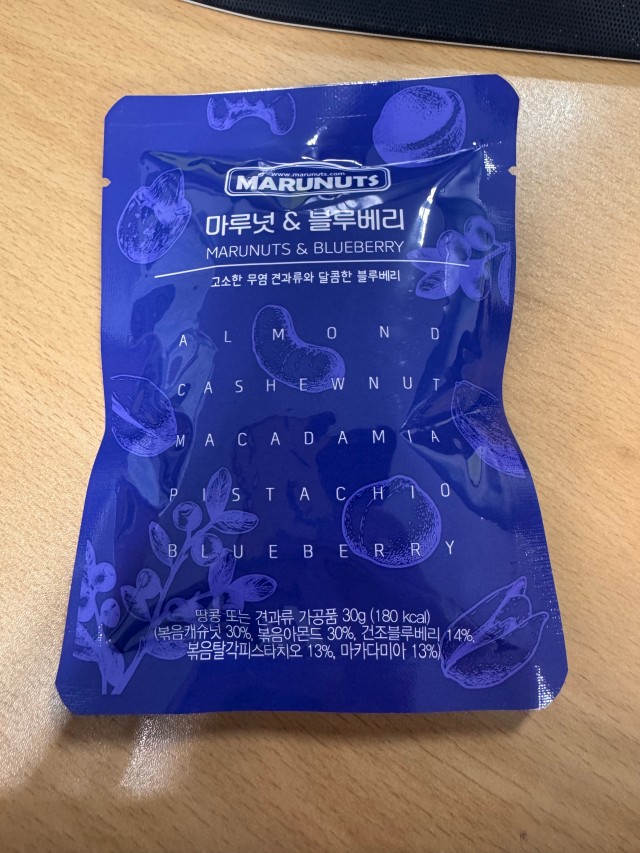 www.marunuts.com
MARUNUTS
마루넛 & 블루베리
MARUNUTS & BLUEBERRY
고소한 무염 견과류와 달콤한 블루베리
ALMOND
CASHEWNUT
MACADAMIA
PISTACHIO
BLUEBERRY
땅콩 또는 견과류 가공품 30g (180 kcal)
(볶음캐슈넛 30%, 볶음아몬드 30%, 건조블루베리 14%,
볶음탈각피스타치오 13%, 마카다미아 13%)